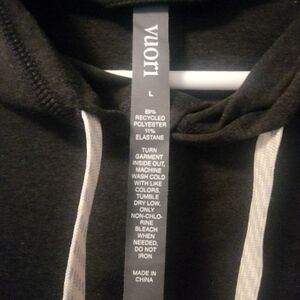 vuori
L
89%
RECYCLED
POLYESTER
11%
ELASTANE
TURN
GARMENT
INSIDE OUT,
MACHINE
WASH COLD
WITH LIKE
COLORS,
TUMBLE
DRY LOW,
ONLY
NON-CHLO-
RINE
BLEACH
WHEN
NEEDED,
DO NOT
IRON
MADE IN
CHINA